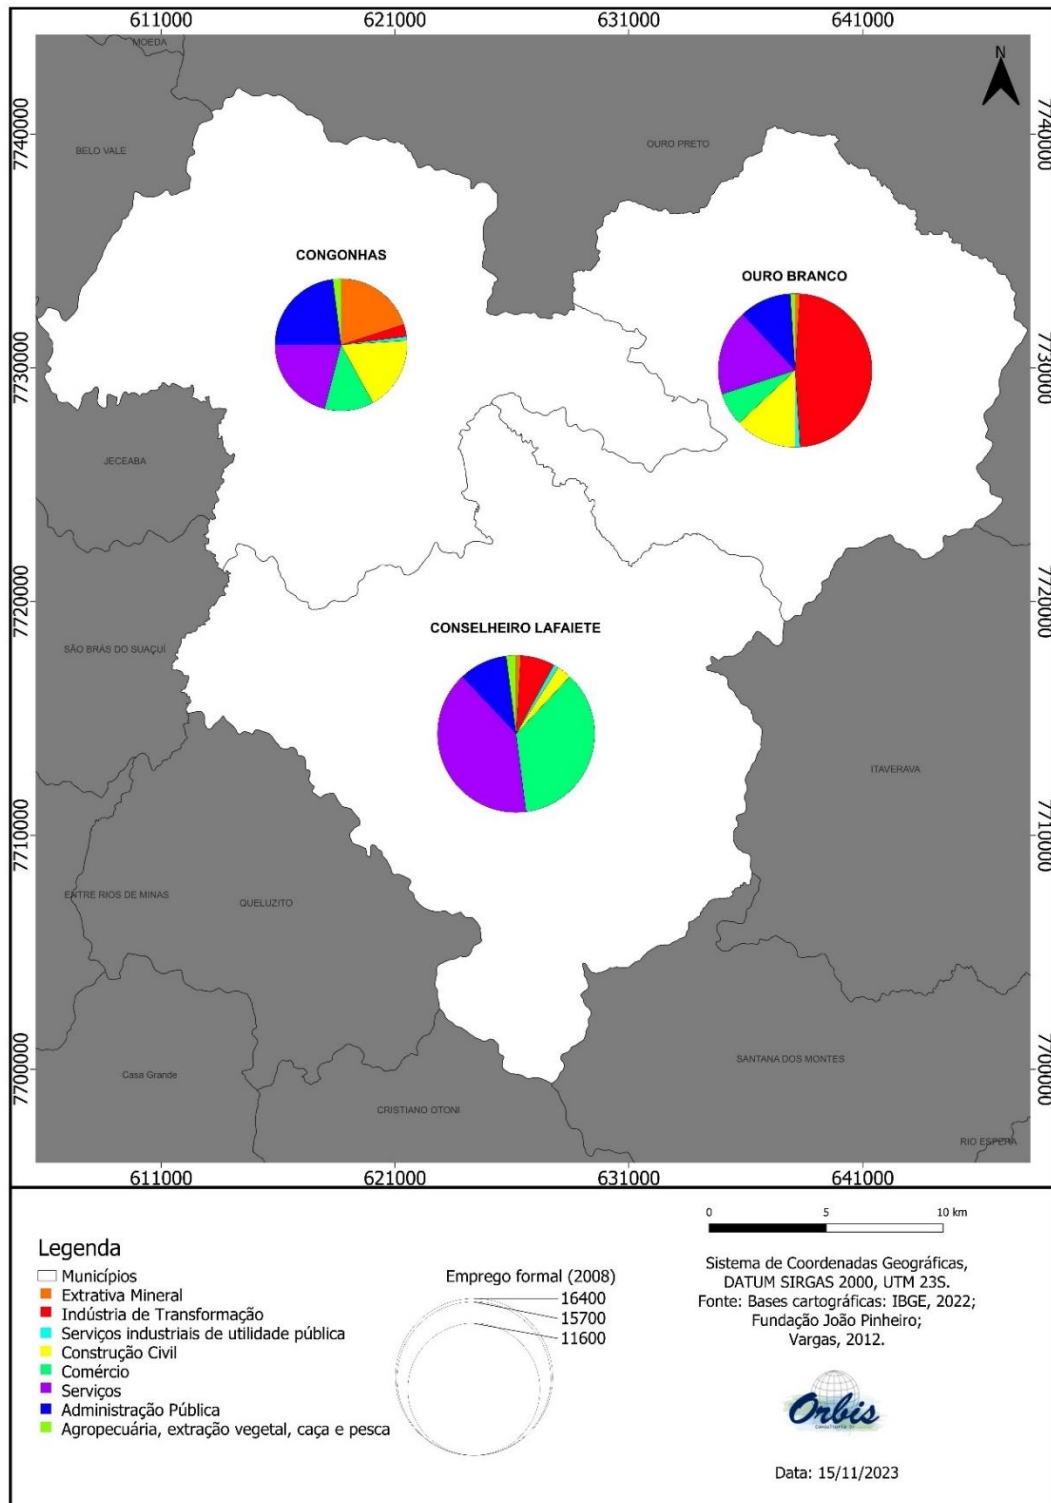 611000 621000 631000 641000
MOEDA
N
7740000 7740000
BELO VALE
OURO PRETO
CONGONHAS
OURO BRANCO
7730000 7730000
JECEABA
7720000 7720000
CONSELHEIRO LAFAIETE
SÃO BRÁS DO SUAÇUÍ
ITAVERAVA
7710000 7710000
ENTRE RIOS DE MINAS
QUELUZITO
SANTANA DOS MONTES
7700000 7700000
Casa Grande
CRISTIANO OTONI
RIO ESPERA
611000 621000 631000 641000
Legenda
Municípios
Extrativa Mineral
Indústria de Transformação
Serviços industriais de utilidade pública
Construção Civil
Comércio
Serviços
Administração Pública
Agropecuária, extração vegetal, caça e pesca
Emprego formal (2008)
16400
15700
11600
0 5 10 km
Sistema de Coordenadas Geográficas,
DATUM SIRGAS 2000, UTM 23S.
Fonte: Bases cartográficas: IBGE, 2022;
Fundação João Pinheiro;
Vargas, 2012.
Orbis
Data: 15/11/2023